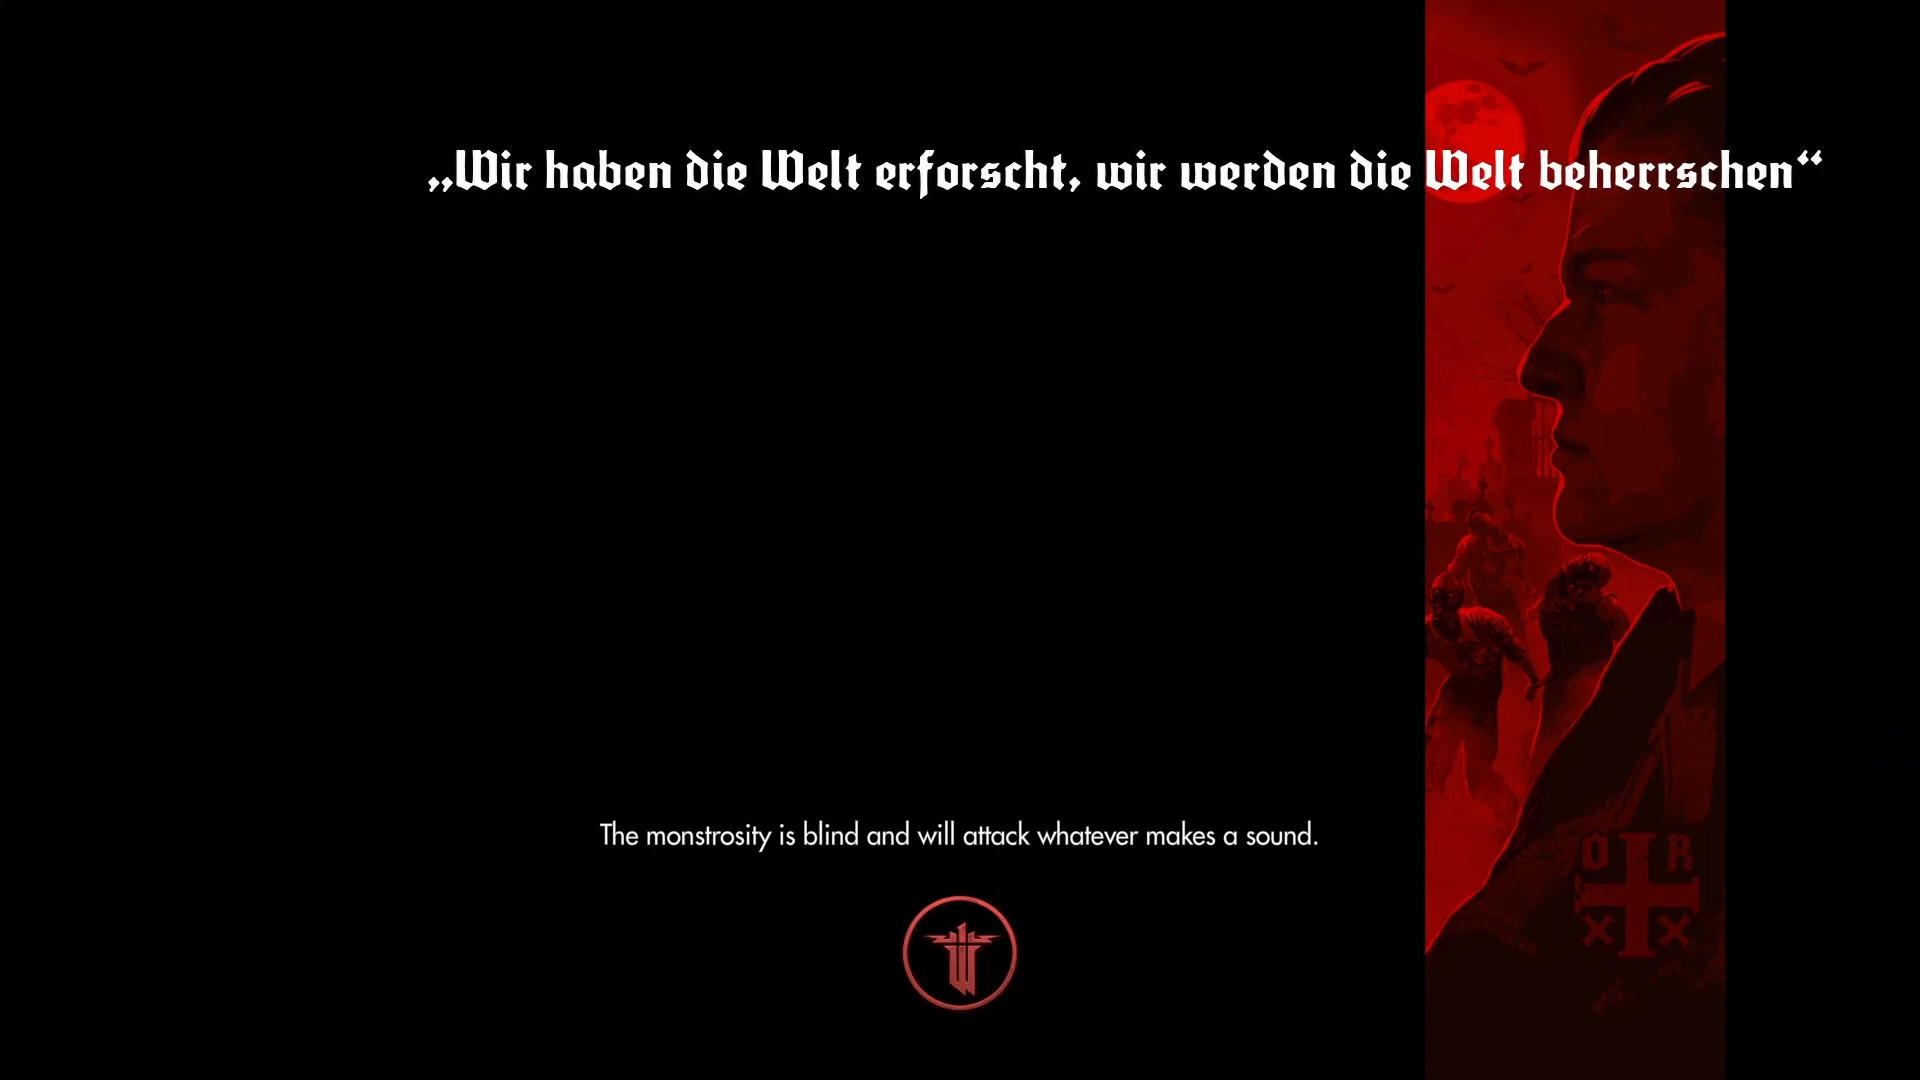 „Wir haben die Welt erforscht, wir werden die Welt beherrschen“
The monstrosity is blind and will attack whatever makes a sound.
O R
X X